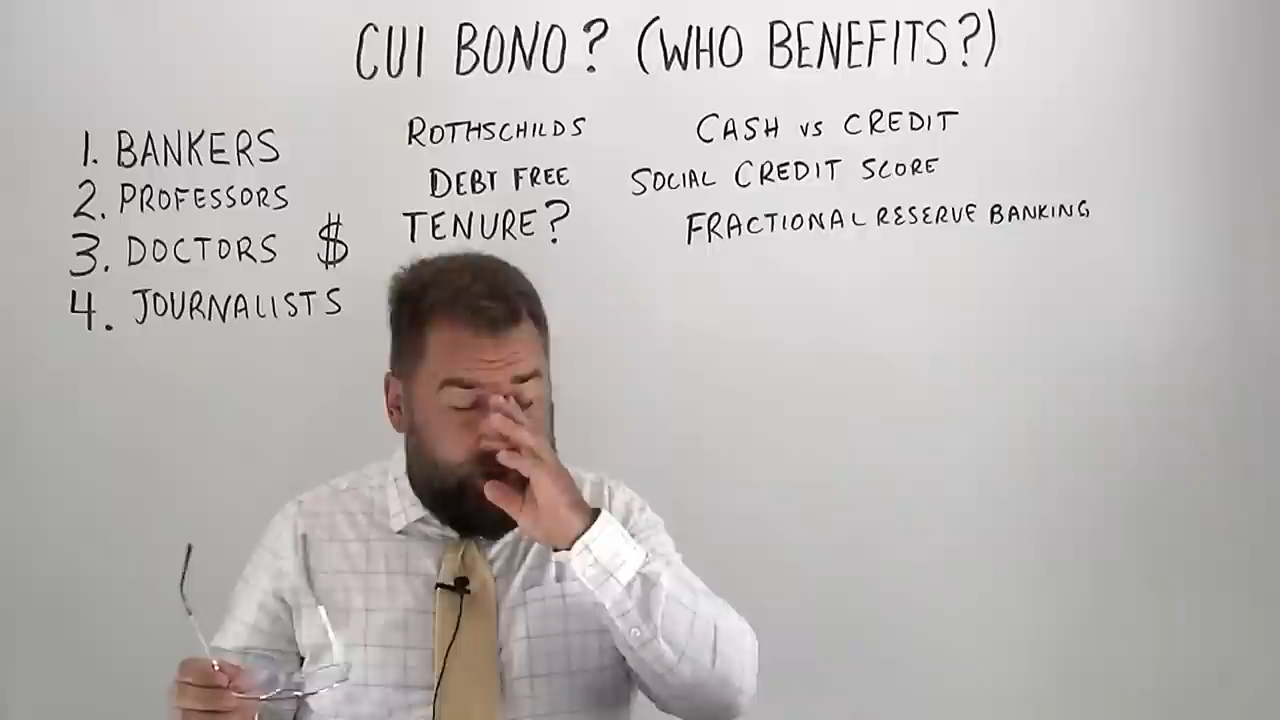 CUI BONO? (WHO BENEFITS?)
1. BANKERS
2. PROFESSORS
3. DOCTORS $
4. JOURNALISTS
ROTHSCHILDS
DEBT FREE
TENURE?
CASH vs CREDIT
SOCIAL CREDIT SCORE
FRACTIONAL RESERVE BANKING